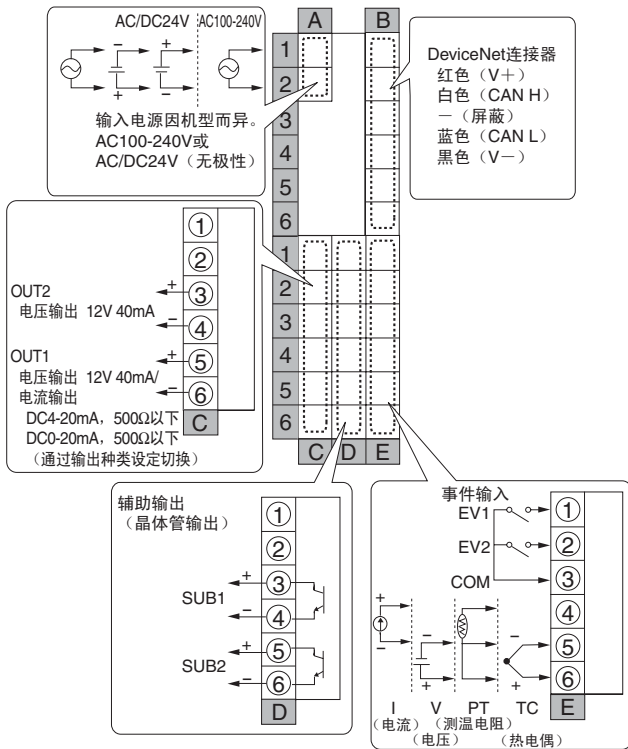 AC/DC24V AC100-240V
输入电源因机型而异。
AC100-240V或
AC/DC24V（无极性）
A B
1
2
3
4
5
6
1
2
3
4
5
6
C D E
DeviceNet连接器
红色（V＋）
白色（CAN H）
－（屏蔽）
蓝色（CAN L）
黑色（V－）
①
②
③
④
⑤
⑥
C
OUT2
+
电压输出 12V 40mA
−
OUT1
+
电压输出 12V 40mA/
电流输出
−
DC4-20mA，500Ω以下
DC0-20mA，500Ω以下
（通过输出种类设定切换）
辅助输出
（晶体管输出）
①
②
③
④
⑤
⑥
D
SUB1
+
−
SUB2
+
−
事件输入
EV1
EV2
COM
①
②
③
④
⑤
⑥
E
I V PT TC
（电流）（测温电阻）
（电压）（热电偶）